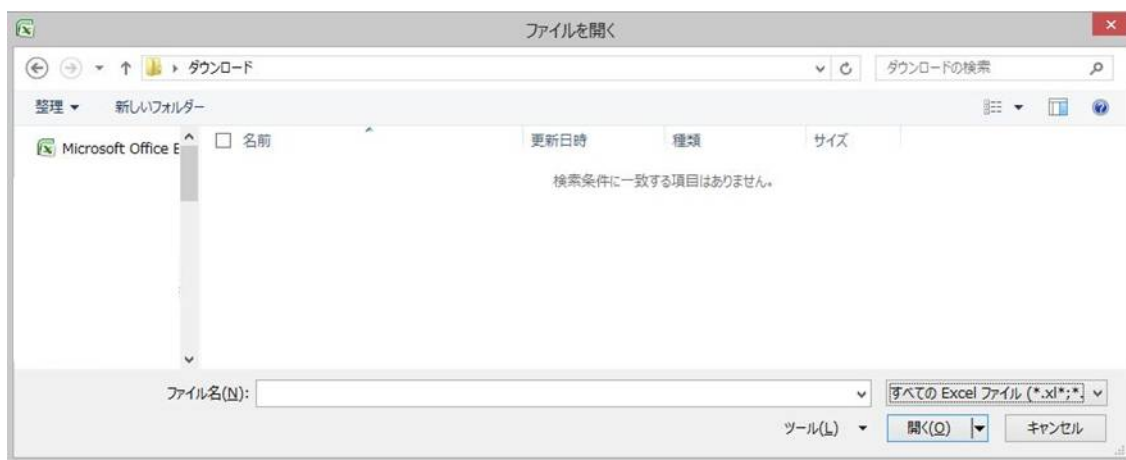 ファイルを開く
ダウンロード
ダウンロードの検索
整理
新しいフォルダー
Microsoft Office E
名前
更新日時
種類
サイズ
検索条件に一致する項目はありません。
ファイル名(N):
すべての Excel ファイル (*.xl*;*.
ツール(L)
開く(O)
キャンセル